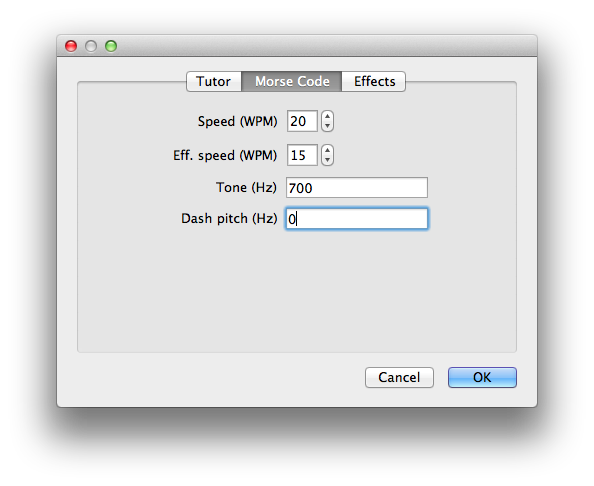 Tutor Morse Code Effects
Speed (WPM) 20
Eff. speed (WPM) 15
Tone (Hz) 700
Dash pitch (Hz) 0
Cancel OK